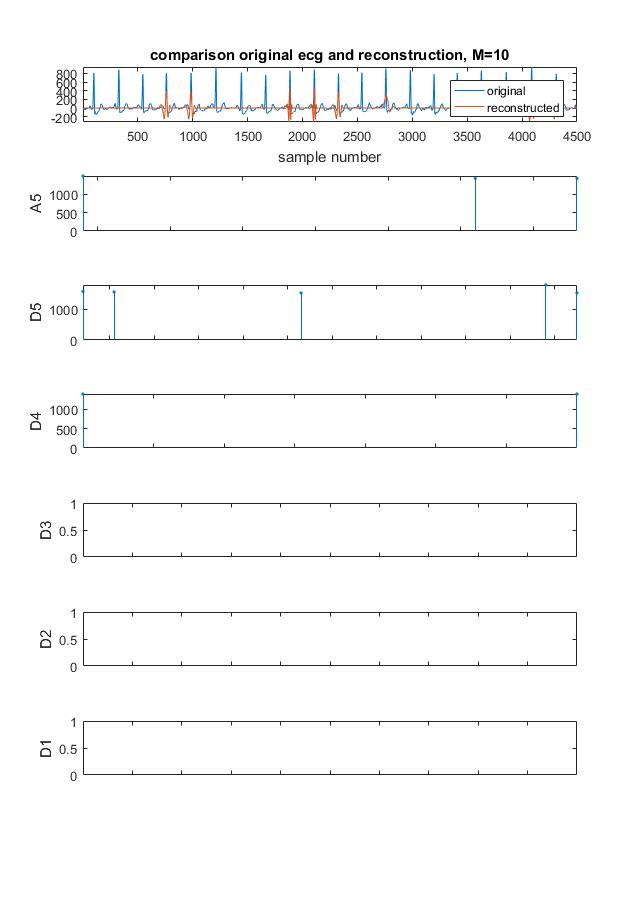 comparison original ecg and reconstruction, M=10
800
600
400
200
0
-200
original
reconstructed
500 1000 1500 2000 2500 3000 3500 4000 4500
sample number
A5
1000
500
0
D5
1000
0
D4
1000
500
0
D3
1
0.5
0
D2
1
0.5
0
D1
1
0.5
0